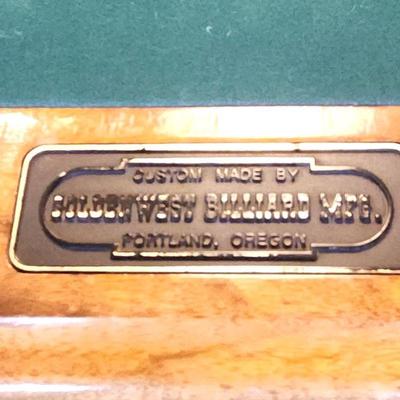 CUSTOM MADE BY
GOLDENWEST BILLIARD MFG.
PORTLAND, OREGON